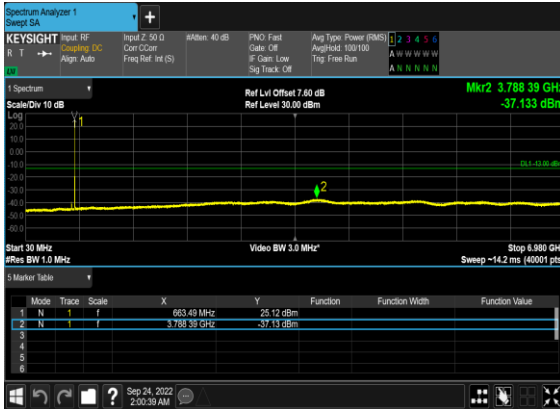 Spectrum Analyzer 1
Swept SA
+
KEYSIGHT
R T
Input: RF
Coupling: DC
Align: Auto
Input Z: 50 Ω
Corr CCorr
Freq Ref: Int (S)
#Atten: 40 dB
PNO: Fast
Gate: Off
IF Gain: Low
Sig Track: Off
Avg Type: Power (RMS)
Avg|Hold: 100/100
Trig: Free Run
1 2 3 4 5 6
A W W W W W
A N N N N N
1 Spectrum
Scale/Div 10 dB
Ref Lvl Offset 7.60 dB
Ref Level 30.00 dBm
Mkr2 3.788 39 GHz
-37.133 dBm
Log
20.0
10.0
0.00
-10.0
-20.0
-30.0
-40.0
-50.0
-60.0
1
2
DL1 -13.00 dBm
Start 30 MHz
#Res BW 1.0 MHz
Video BW 3.0 MHz*
Stop 6.980 GHz
Sweep ~14.2 ms (40001 pts)
5 Marker Table
Mode Trace Scale X Y Function Function Width Function Value
1 N 1 f 663.49 MHz 25.12 dBm
2 N 1 f 3.788 39 GHz -37.13 dBm
3
4
5
6
?
Sep 24, 2022
2:00:39 AM